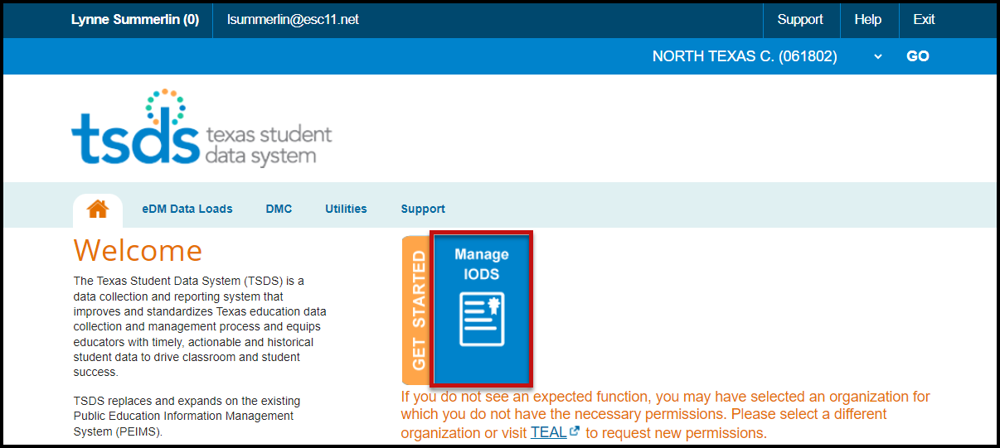 Lynne Summerlin (0) lsummerlin@esc11.net Support Help Exit
NORTH TEXAS C. (061802) GO
tsds texas student
data system
eDM Data Loads DMC Utilities Support
Welcome
The Texas Student Data System (TSDS) is a
data collection and reporting system that
improves and standardizes Texas education data
collection and management process and equips
educators with timely, actionable and historical
student data to drive classroom and student
success.
TSDS replaces and expands on the existing
Public Education Information Management
System (PEIMS).
GET STARTED
Manage
IODS
If you do not see an expected function, you may have selected an organization for
which you do not have the necessary permissions. Please select a different
organization or visit TEAL to request new permissions.